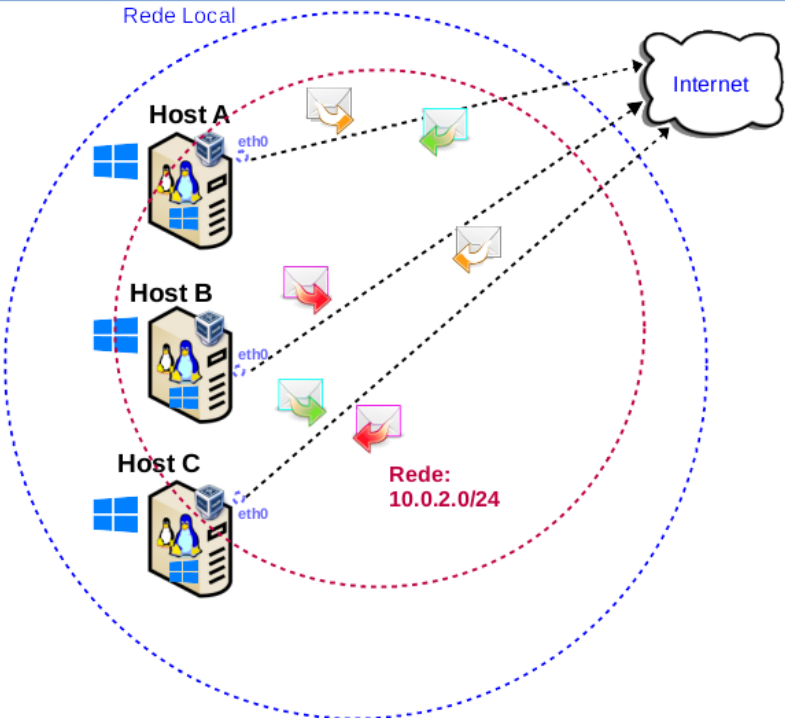 Rede Local
Internet
Host A
eth0
Host B
eth0
Host C
eth0
Rede:
10.0.2.0/24